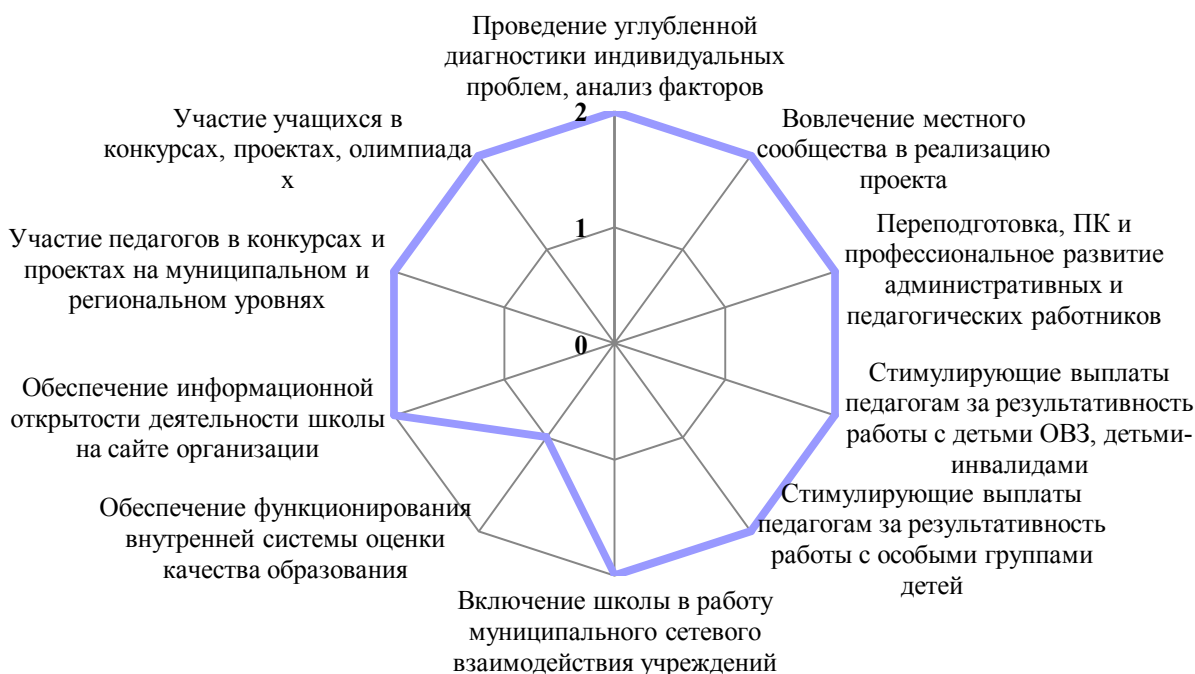 Проведение углубленной
диагностики индивидуальных
проблем, анализ факторов
Вовлечение местного
сообщества в реализацию
проекта
Переподготовка, ПК и
профессиональное развитие
административных и
педагогических работников
Стимулирующие выплаты
педагогам за результативность
работы с детьми ОВЗ, детьми-
инвалидами
Стимулирующие выплаты
педагогам за результативность
работы с особыми группами
детей
Включение школы в работу
муниципального сетевого
взаимодействия учреждений
Обеспечение функционирования
внутренней системы оценки
качества образования
Обеспечение информационной
открытости деятельности школы
на сайте организации
Участие педагогов в конкурсах и
проектах на муниципальном и
региональном уровнях
Участие учащихся в
конкурсах, проектах, олимпиада
х
2
1
0